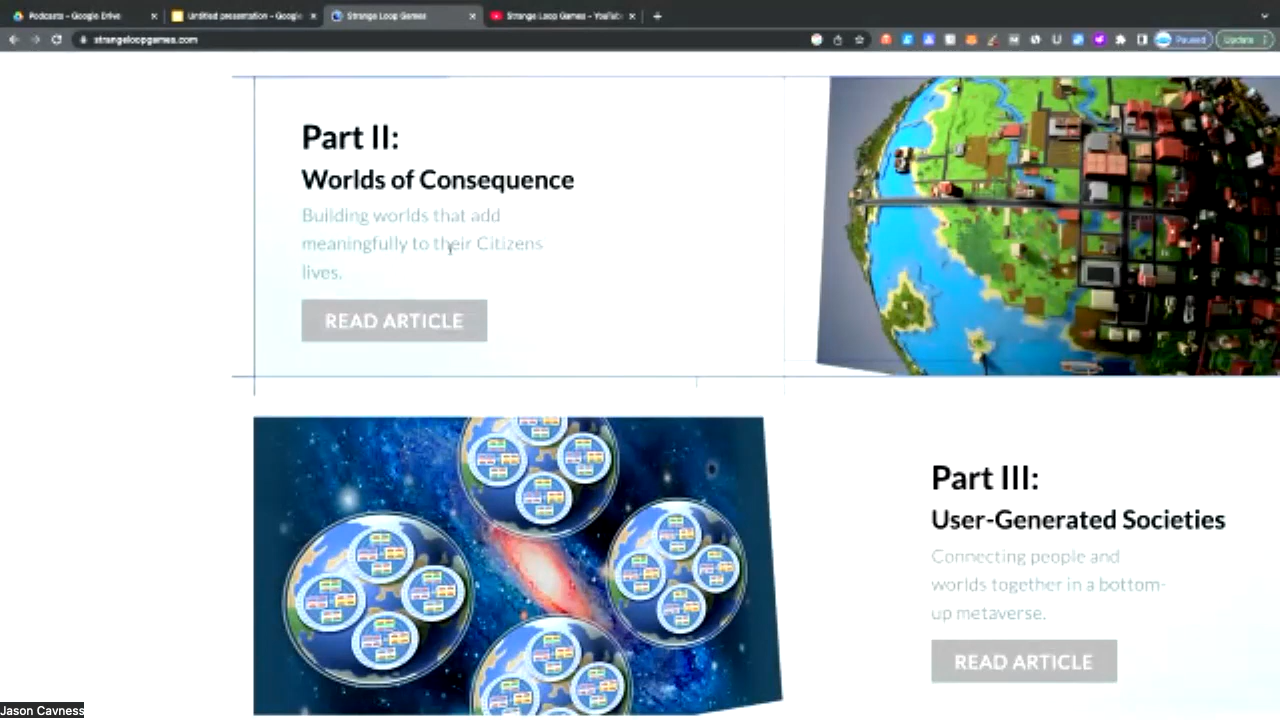 Podcasts - Google Drive
Untitled presentation - Google
Strange Loop Games
Strange Loop Games - YouTub
strangeloopgames.com
Paused
Update
Part II:
Worlds of Consequence
Building worlds that add
meaningfully to their Citizens
lives.
READ ARTICLE
Part III:
User-Generated Societies
Connecting people and
worlds together in a bottom-
up metaverse.
READ ARTICLE
Jason Cavness